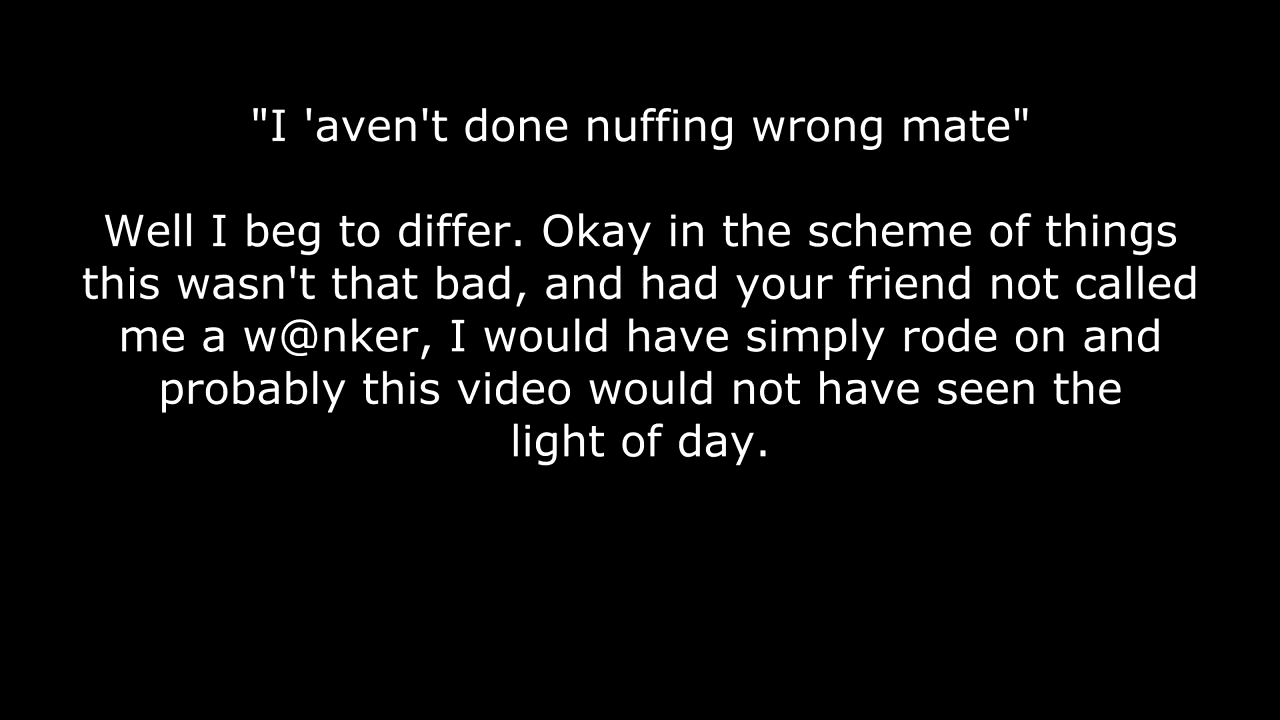 "I 'aven't done nuffing wrong mate"
Well I beg to differ. Okay in the scheme of things
this wasn't that bad, and had your friend not called
me a w@nker, I would have simply rode on and
probably this video would not have seen the
light of day.